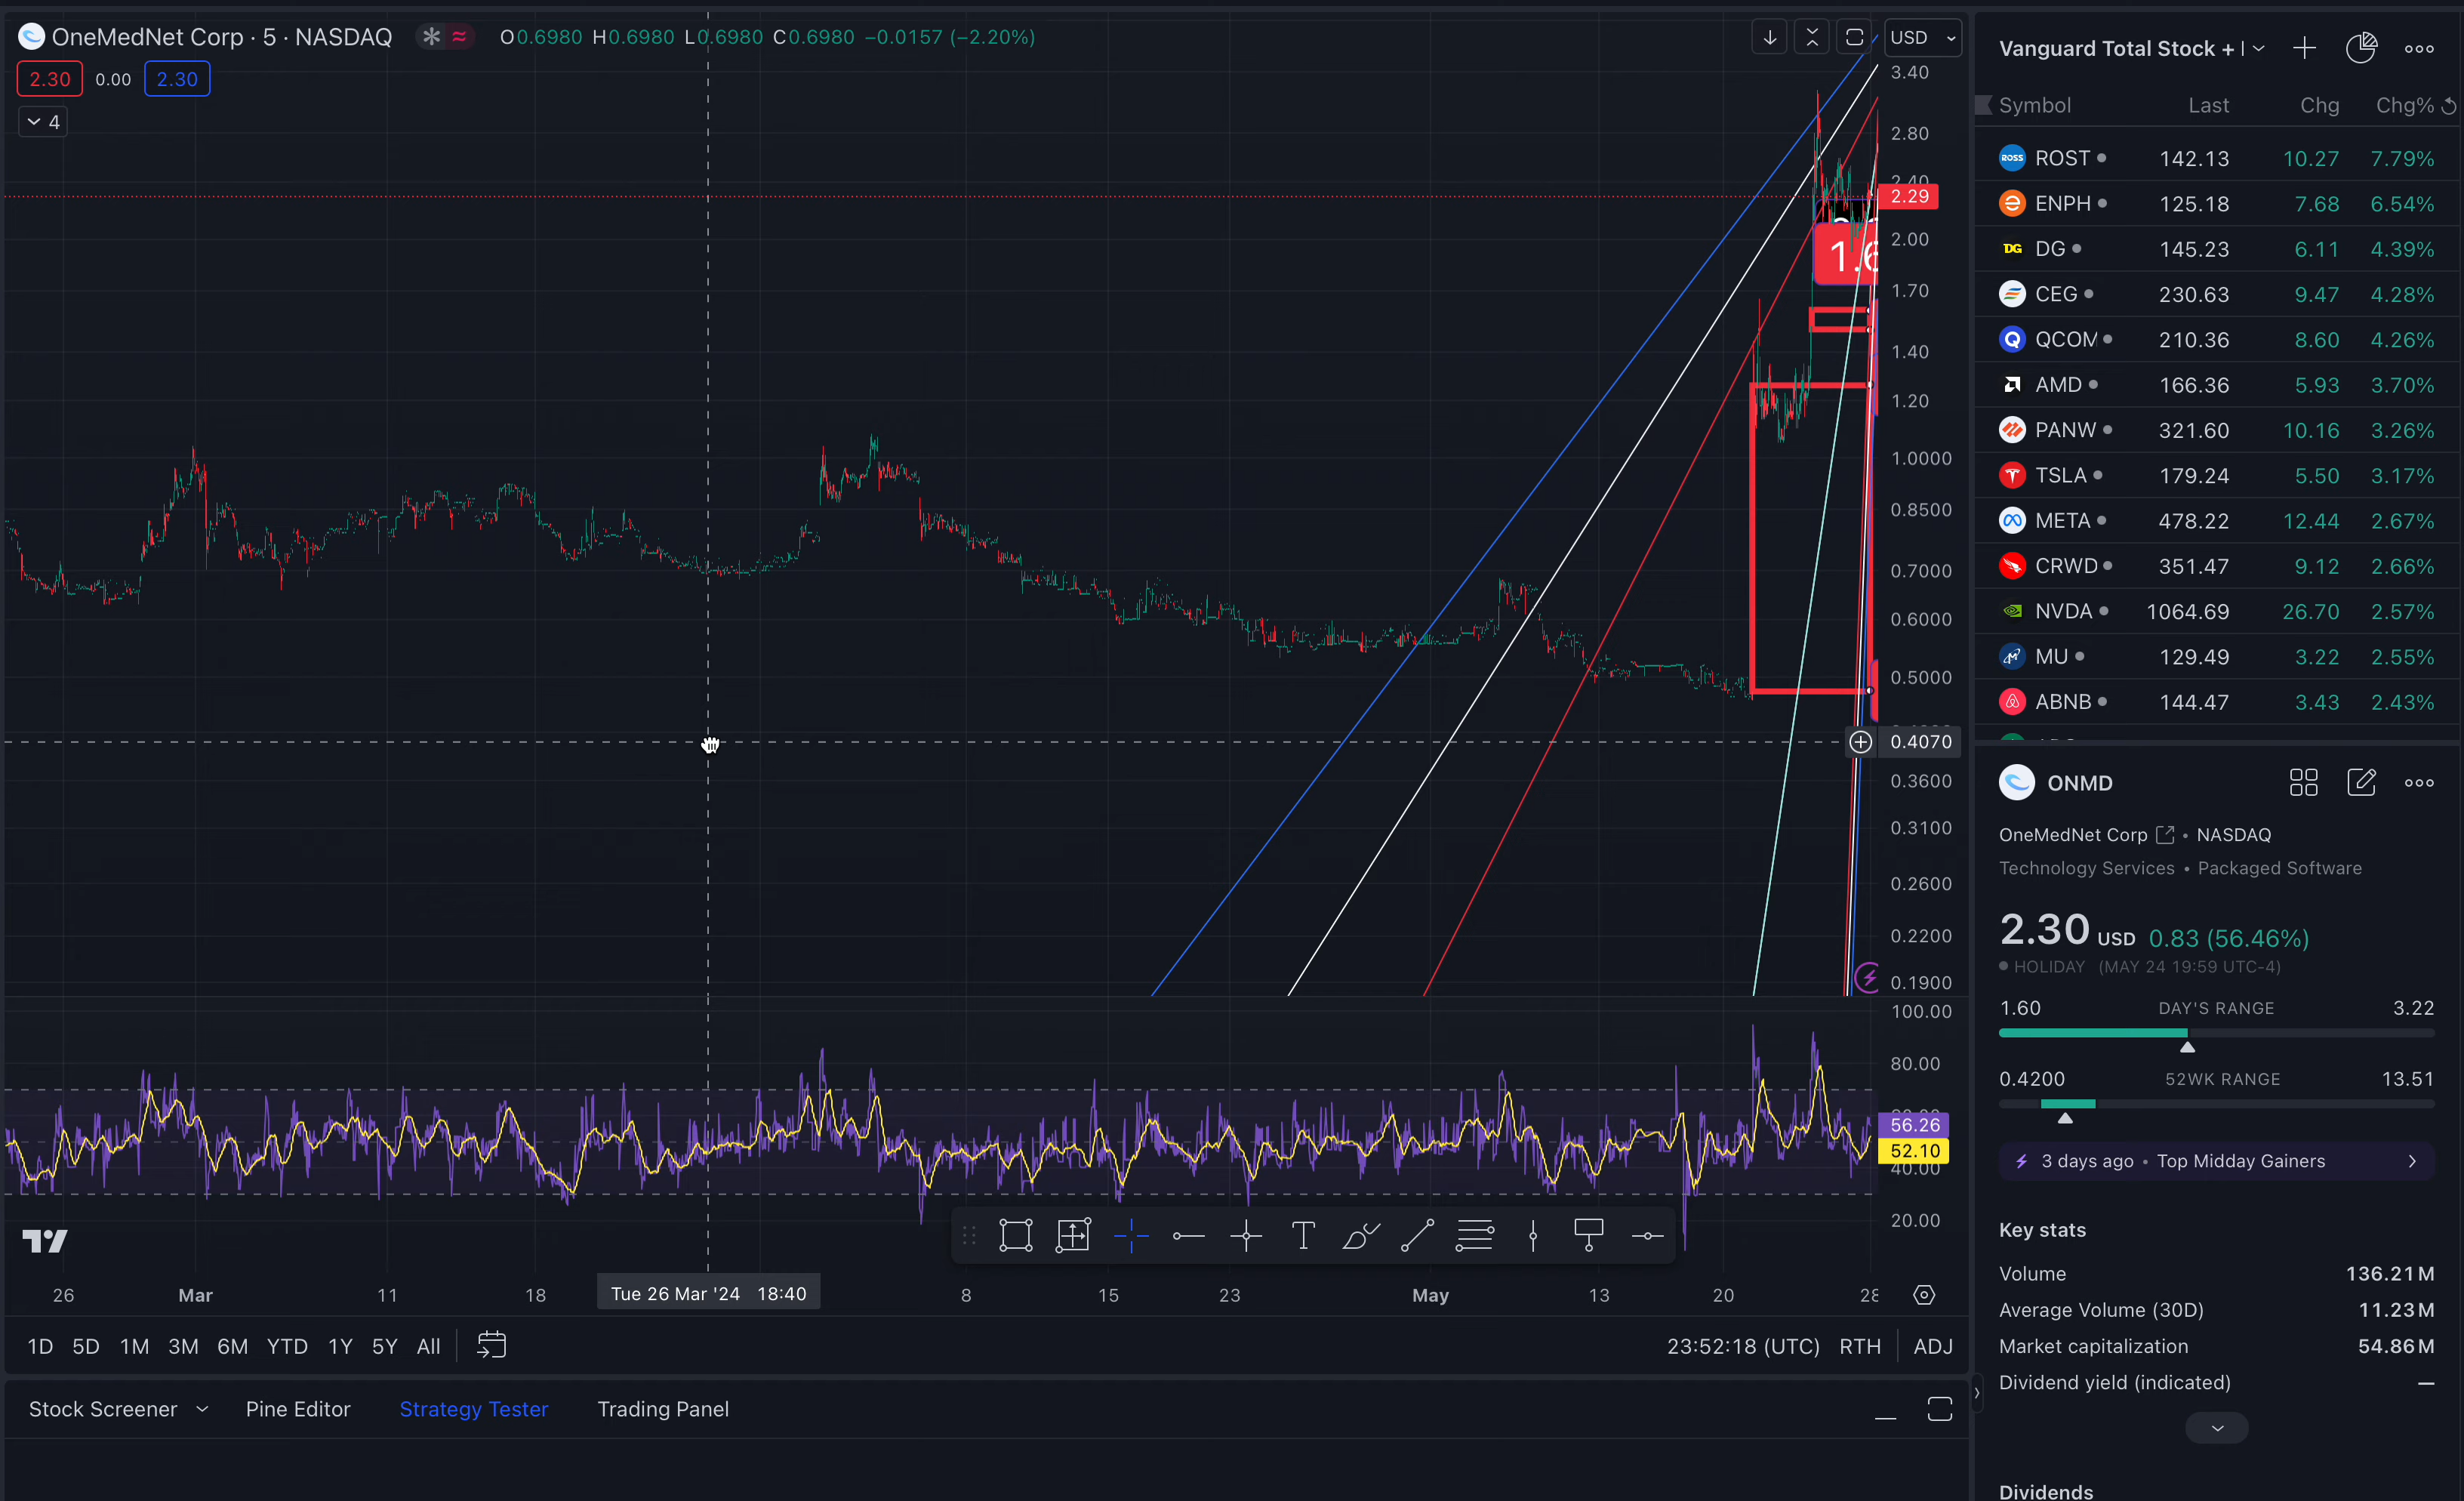 OneMedNet Corp · 5 · NASDAQ O0.6980 H0.6980 L0.6980 C0.6980 −0.0157 (−2.20%)
2.30 0.00 2.30
4
USD
3.40
2.80
2.40
2.29
2.00
1.70
1.40
1.20
1.0000
0.8500
0.7000
0.6000
0.5000
0.4070
0.3600
0.3100
0.2600
0.2200
0.1900
100.00
80.00
56.26
52.10
40.00
20.00
26 Mar 11 18 Tue 26 Mar '24 18:40 8 15 23 May 13 20 28
1D 5D 1M 3M 6M YTD 1Y 5Y All 23:52:18 (UTC) RTH ADJ
Stock Screener Pine Editor Strategy Tester Trading Panel
Vanguard Total Stock +
Symbol Last Chg Chg%
ROSS ROST 142.13 10.27 7.79%
ENPH 125.18 7.68 6.54%
DG DG 145.23 6.11 4.39%
CEG 230.63 9.47 4.28%
QCOM 210.36 8.60 4.26%
AMD 166.36 5.93 3.70%
PANW 321.60 10.16 3.26%
TSLA 179.24 5.50 3.17%
META 478.22 12.44 2.67%
CRWD 351.47 9.12 2.66%
NVDA 1064.69 26.70 2.57%
MU 129.49 3.22 2.55%
ABNB 144.47 3.43 2.43%
ONMD
OneMedNet Corp • NASDAQ
Technology Services • Packaged Software
2.30 USD 0.83 (56.46%)
HOLIDAY (MAY 24 19:59 UTC-4)
1.60 DAY'S RANGE 3.22
0.4200 52WK RANGE 13.51
3 days ago • Top Midday Gainers
Key stats
Volume 136.21M
Average Volume (30D) 11.23M
Market capitalization 54.86M
Dividend yield (indicated) —
Dividends